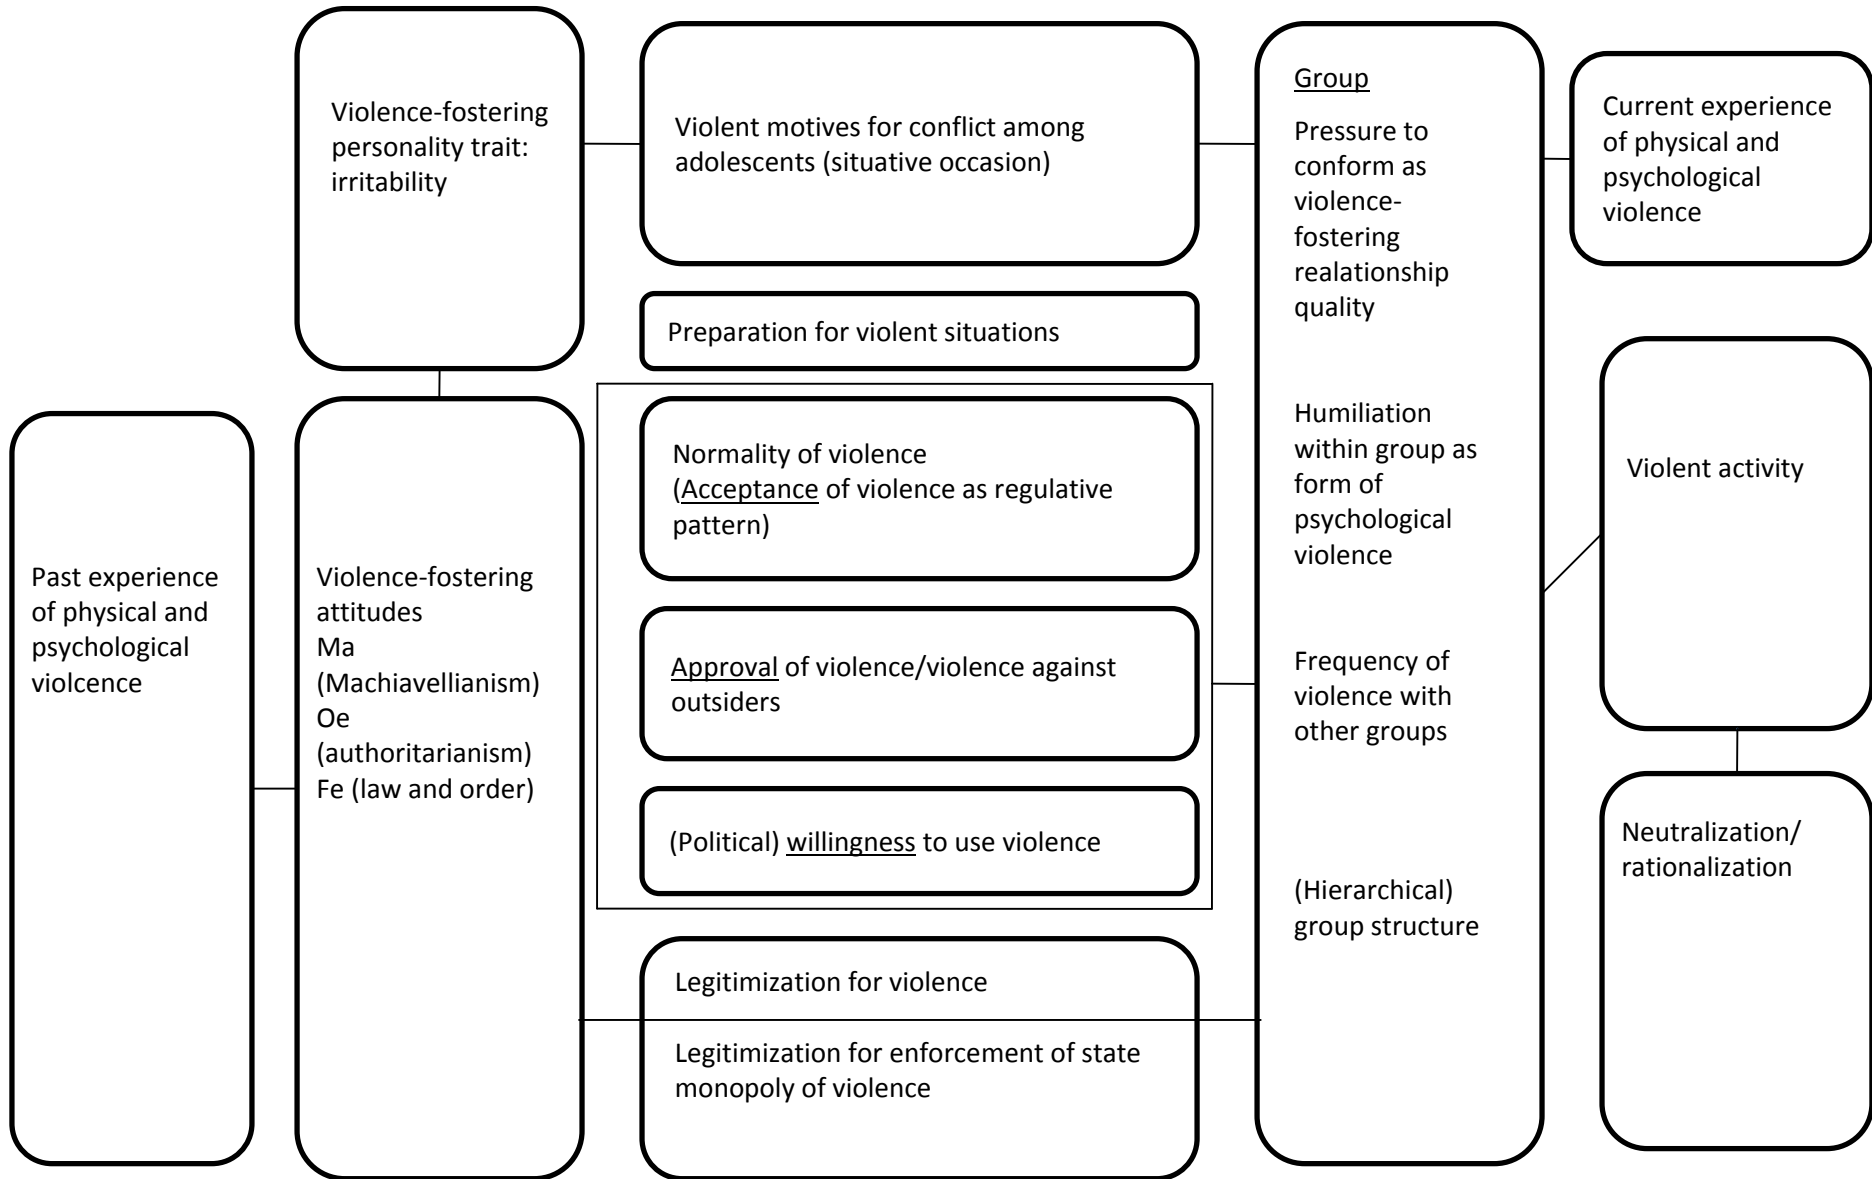 Violence-fostering
personality trait:
irritability
Violent motives for conflict among
adolescents (situative occasion)
Group
Pressure to
conform as
violence-
fostering
realationship
quality
Humiliation
within group as
form of
psychological
violence
Frequency of
violence with
other groups
(Hierarchical)
group structure
Current experience
of physical and
psychological
violence
Preparation for violent situations
Normality of violence
(Acceptance of violence as regulative
pattern)
Approval of violence/violence against
outsiders
(Political) willingness to use violence
Legitimization for violence
Legitimization for enforcement of state
monopoly of violence
Past experience
of physical and
psychological
violcence
Violence-fostering
attitudes
Ma
(Machiavellianism)
Oe
(authoritarianism)
Fe (law and order)
Violent activity
Neutralization/
rationalization